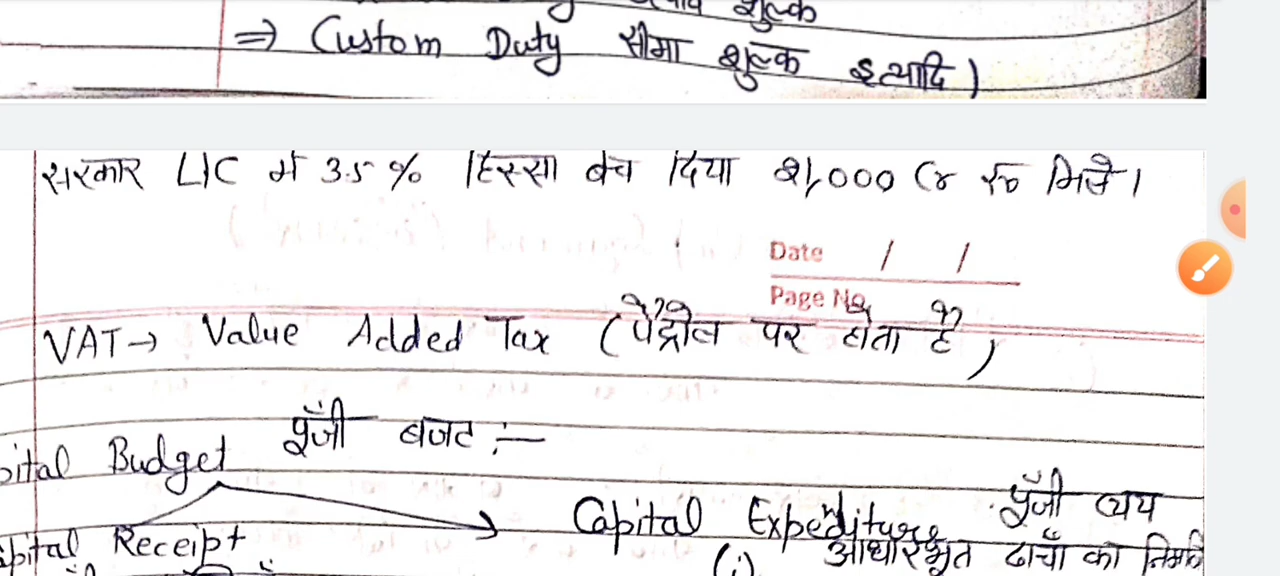 शुल्क
⇒ Custom Duty सीमा शुल्क इत्यादि)
सरकार LIC में 3.5% हिस्सा बेच दिया 21,000 Cr रु मिले।
Date / /
Page No.
VAT → Value Added Tax (पैट्रोल पर होता है)
Budget पूँजी बजट :-
Capital Expenditure पूँजी व्यय
Receipt
(i) आधारभूत ढाचाँ का